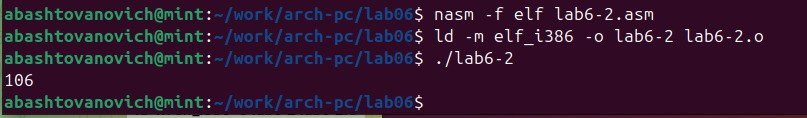 abashtovanovich@mint:~/work/arch-pc/lab06$ nasm -f elf lab6-2.asm
abashtovanovich@mint:~/work/arch-pc/lab06$ ld -m elf_i386 -o lab6-2 lab6-2.o
abashtovanovich@mint:~/work/arch-pc/lab06$ ./lab6-2
106
abashtovanovich@mint:~/work/arch-pc/lab06$